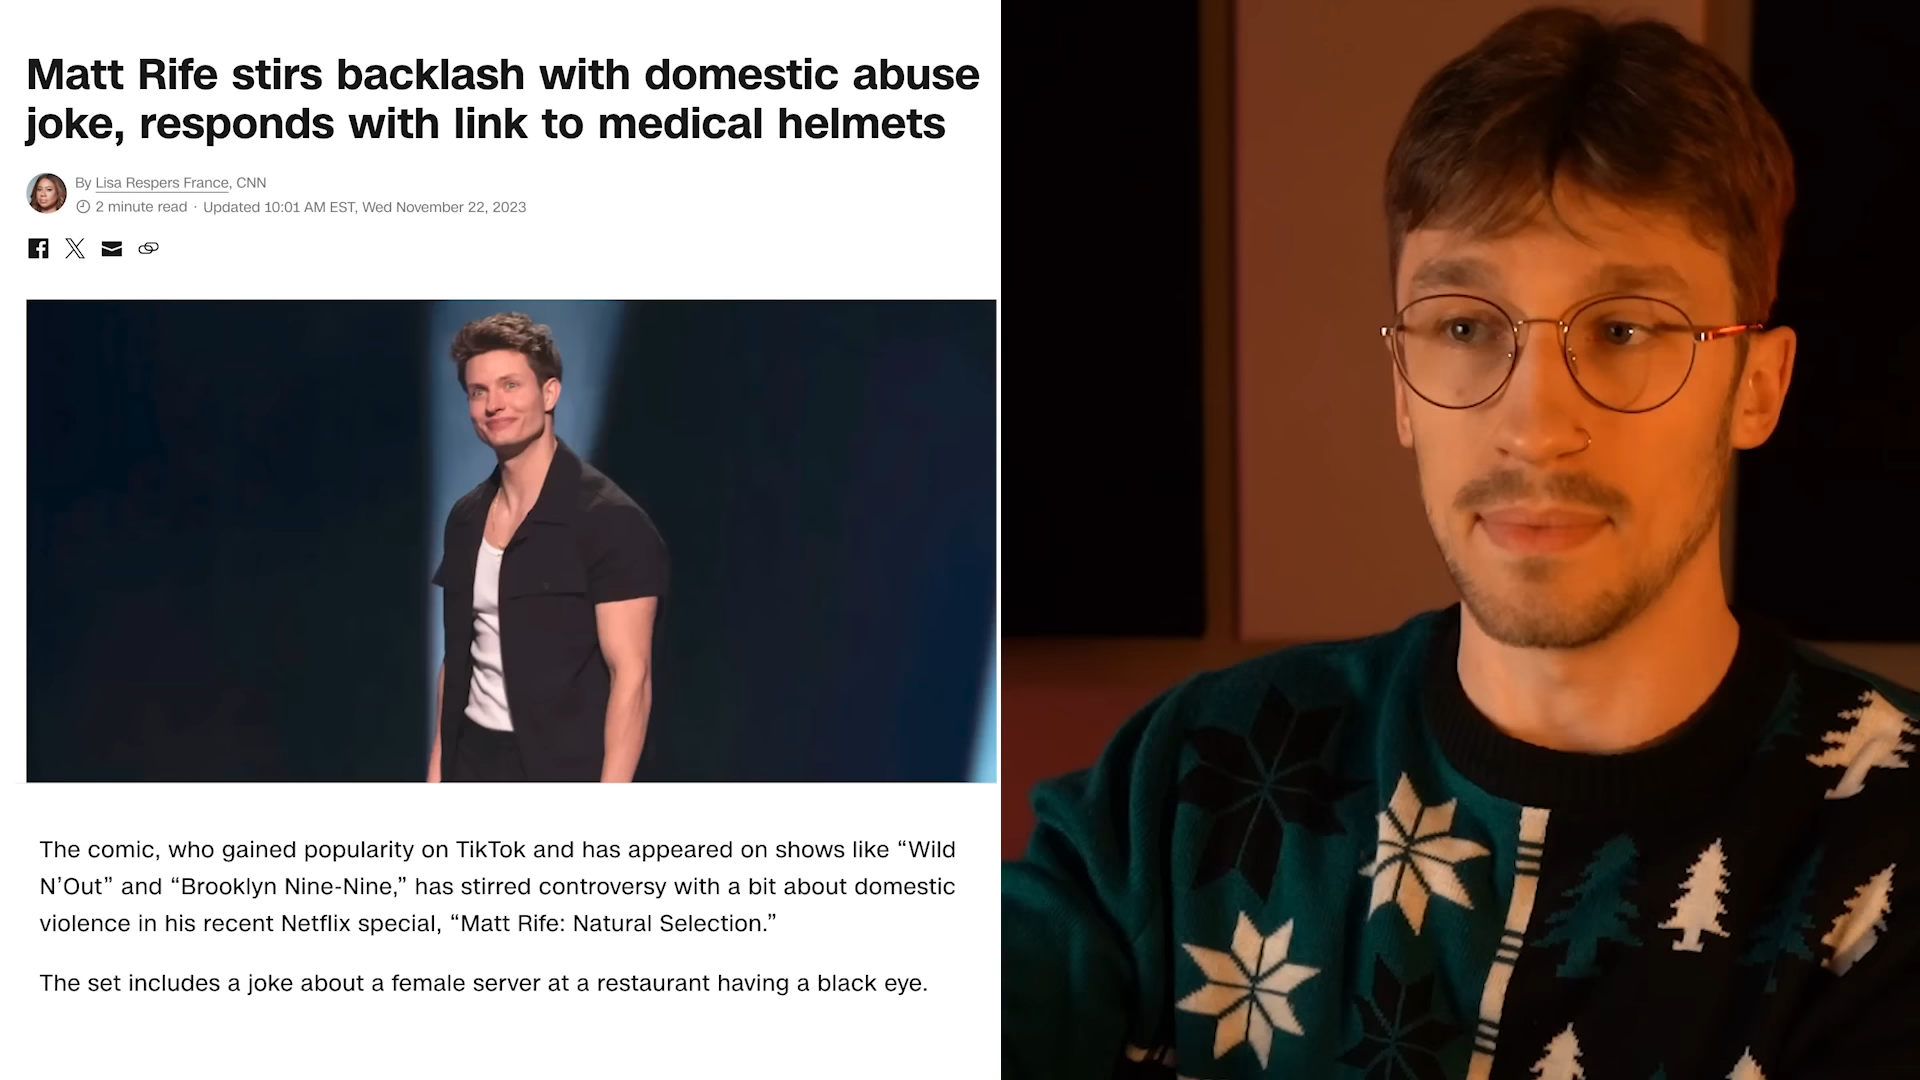 Matt Rife stirs backlash with domestic abuse
joke, responds with link to medical helmets
By Lisa Respers France, CNN
2 minute read · Updated 10:01 AM EST, Wed November 22, 2023
The comic, who gained popularity on TikTok and has appeared on shows like “Wild
N’Out” and “Brooklyn Nine-Nine,” has stirred controversy with a bit about domestic
violence in his recent Netflix special, “Matt Rife: Natural Selection.”
The set includes a joke about a female server at a restaurant having a black eye.